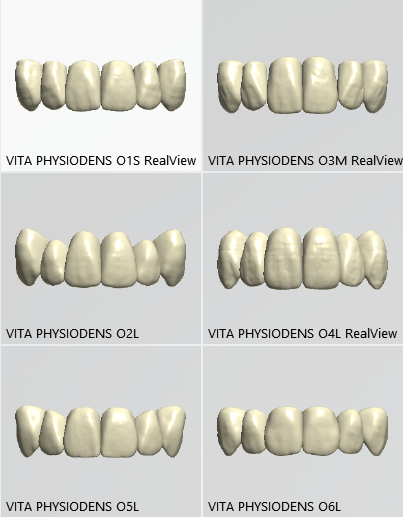 VITA PHYSIODENS O1S RealView
VITA PHYSIODENS O3M RealView
VITA PHYSIODENS O2L
VITA PHYSIODENS O4L RealView
VITA PHYSIODENS O5L
VITA PHYSIODENS O6L